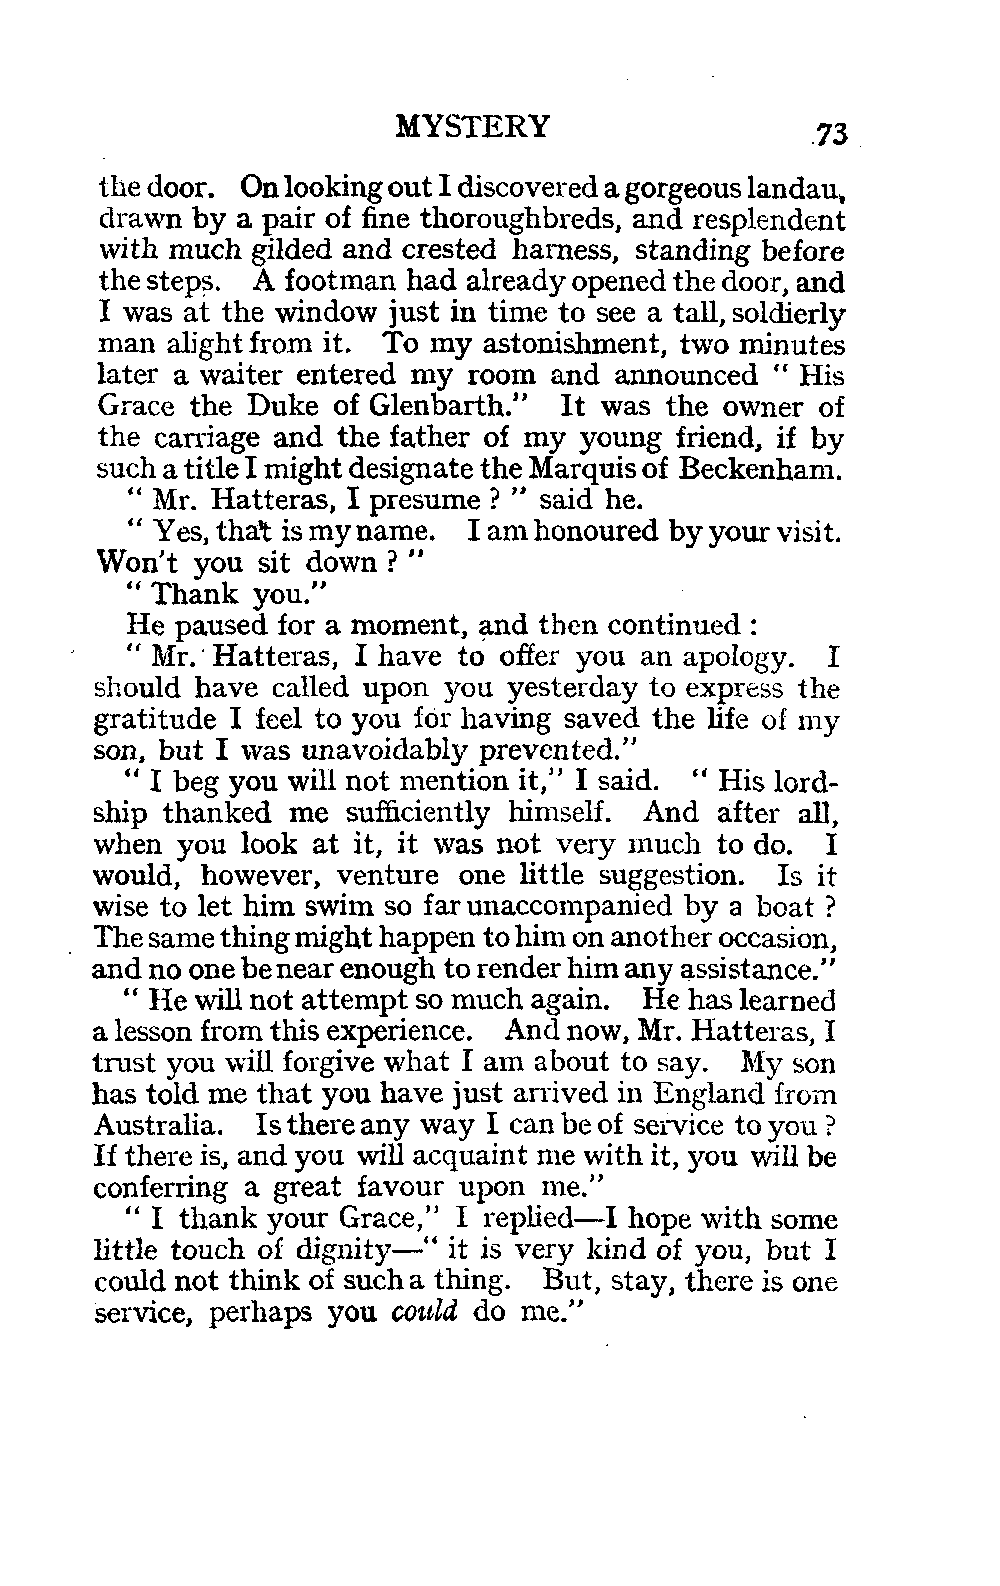 MYSTERY 73
the door. On looking out I discovered a gorgeous landau,
drawn by a pair of fine thoroughbreds, and resplendent
with much gilded and crested harness, standing before
the steps. A footman had already opened the door, and
I was at the window just in time to see a tall, soldierly
man alight from it. To my astonishment, two minutes
later a waiter entered my room and announced “ His
Grace the Duke of Glenbarth.” It was the owner of
the carriage and the father of my young friend, if by
such a title I might designate the Marquis of Beckenham.
“ Mr. Hatteras, I presume ? ” said he.
“ Yes, that is my name. I am honoured by your visit.
Won't you sit down ? ”
“ Thank you.”
He paused for a moment, and then continued :
“ Mr. Hatteras, I have to offer you an apology. I
should have called upon you yesterday to express the
gratitude I feel to you for having saved the life of my
son, but I was unavoidably prevented.”
“ I beg you will not mention it,” I said. “ His lord-
ship thanked me sufficiently himself. And after all,
when you look at it, it was not very much to do. I
would, however, venture one little suggestion. Is it
wise to let him swim so far unaccompanied by a boat ?
The same thing might happen to him on another occasion,
and no one be near enough to render him any assistance.”
“ He will not attempt so much again. He has learned
a lesson from this experience. And now, Mr. Hatteras, I
trust you will forgive what I am about to say. My son
has told me that you have just arrived in England from
Australia. Is there any way I can be of service to you ?
If there is, and you will acquaint me with it, you will be
conferring a great favour upon me.”
“ I thank your Grace,” I replied—I hope with some
little touch of dignity—“ it is very kind of you, but I
could not think of such a thing. But, stay, there is one
service, perhaps you could do me.”